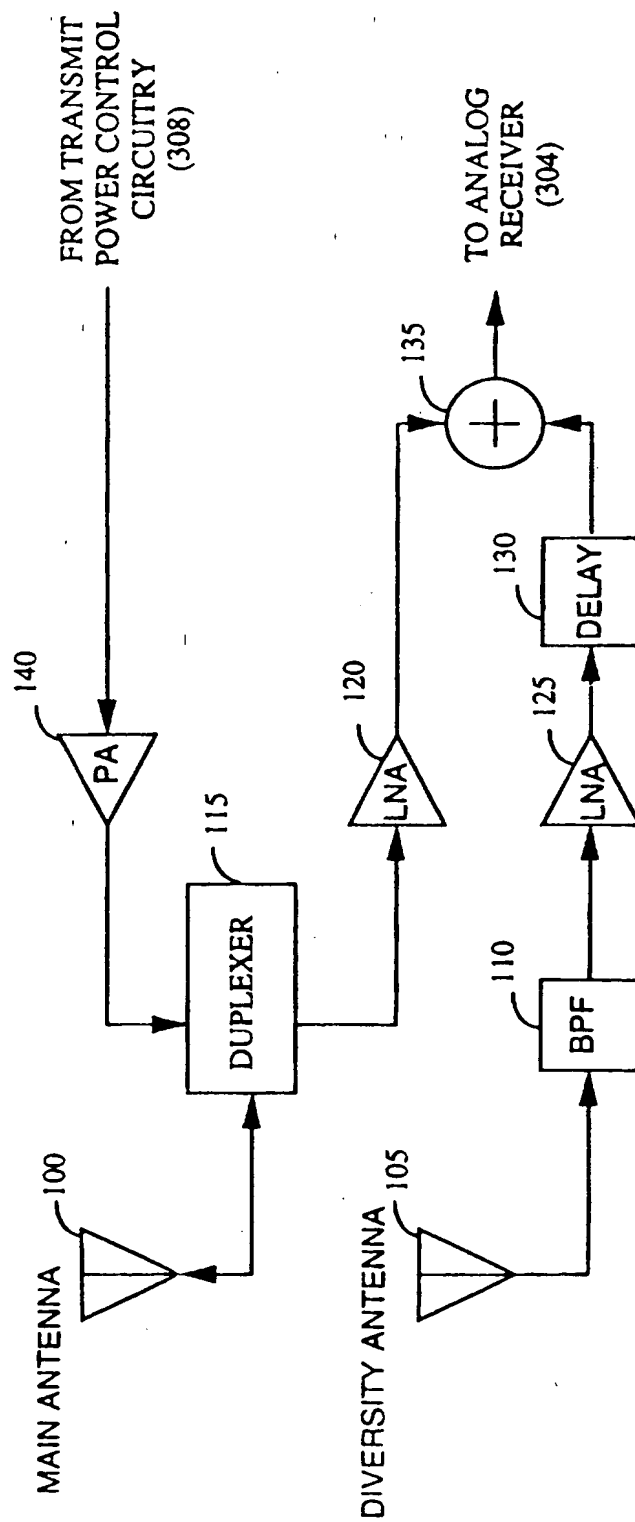 MAIN ANTENNA
100
DUPLEXER
115
PA
140
FROM TRANSMIT
POWER CONTROL
CIRCUITRY
(308)
LNA
120
135
+
TO ANALOG
RECEIVER
(304)
DIVERSITY ANTENNA
105
BPF
110
LNA
125
DELAY
130